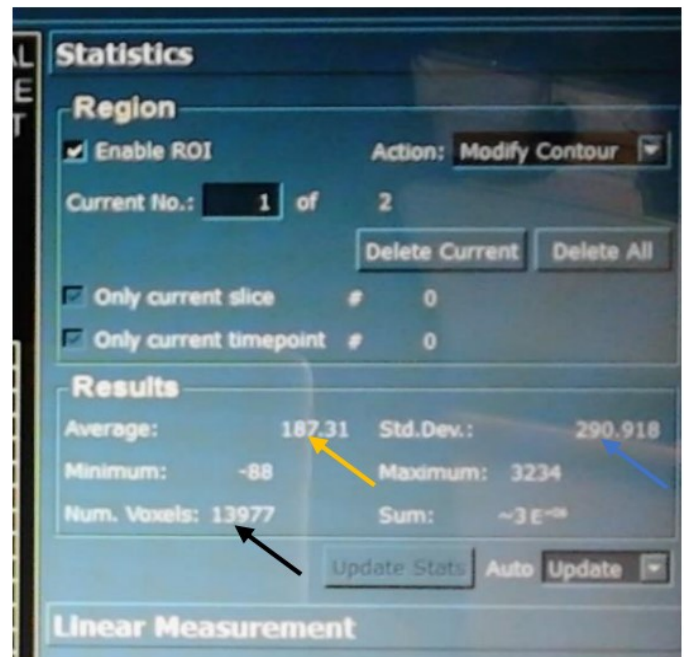 AL
E
T
Statistics
Region
Enable ROI Action: Modify Contour
Current No.: 1 of 2
Delete Current Delete All
Only current slice # 0
Only current timepoint # 0
Results
Average: 187.31 Std.Dev.: 290.918
Minimum: -88 Maximum: 3234
Num. Voxels: 13977 Sum: ~3 E
Update Stats Auto Update
Linear Measurement